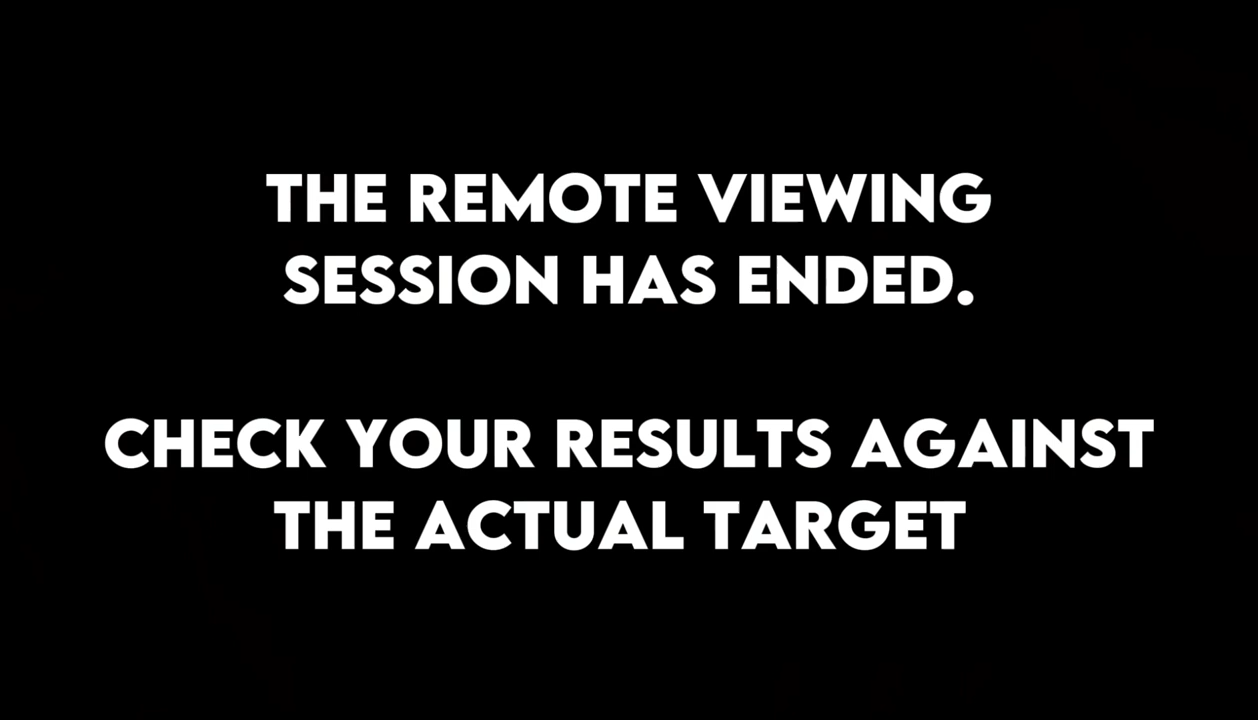 THE REMOTE VIEWING
SESSION HAS ENDED.
CHECK YOUR RESULTS AGAINST
THE ACTUAL TARGET